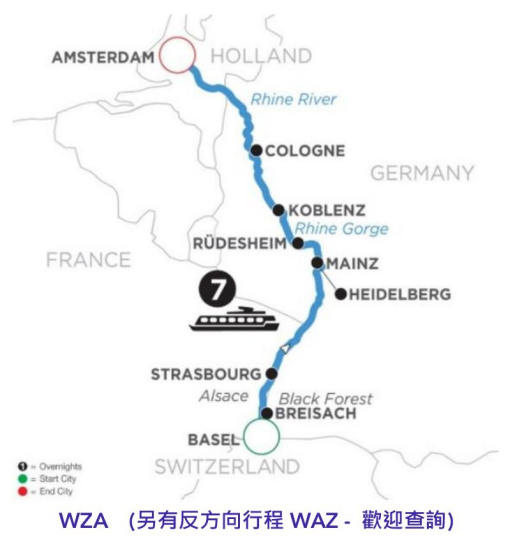 AMSTERDAM
HOLLAND
Rhine River
COLOGNE
GERMANY
KOBLENZ
Rhine Gorge
RÜDESHEIM
FRANCE
MAINZ
7
HEIDELBERG
STRASBOURG
Alsace
Black Forest
BREISACH
BASEL
SWITZERLAND
1 = Overnights
= Start City
= End City
WZA (另有反方向行程 WAZ - 歡迎查詢)